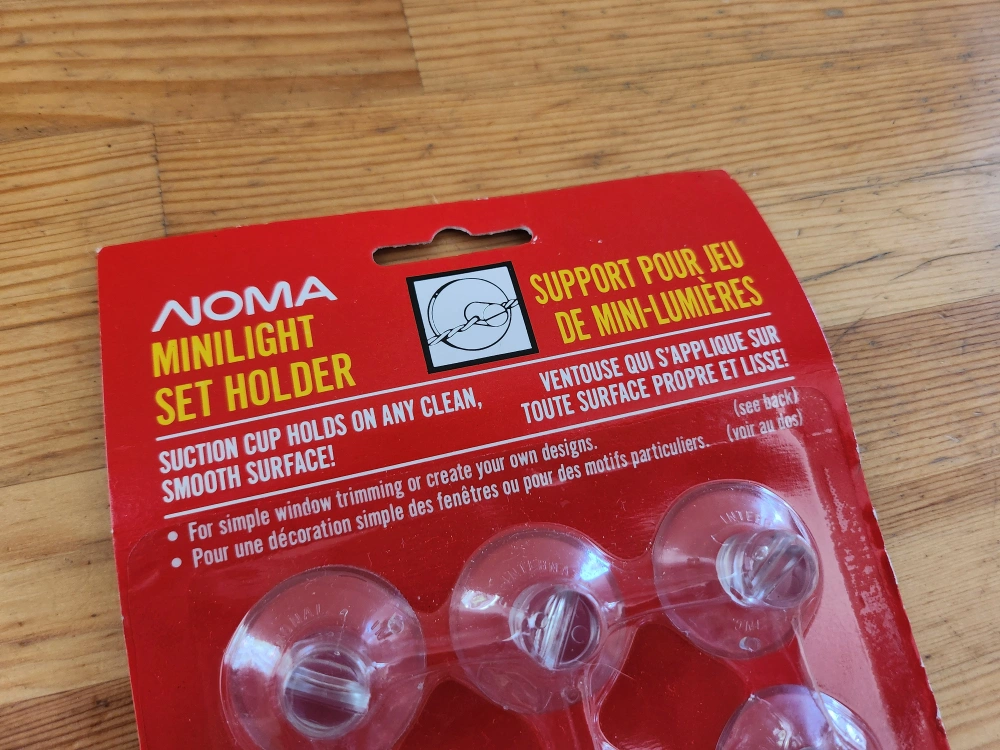 NOMA
MINILIGHT
SET HOLDER
SUPPORT POUR JEU
DE MINI-LUMIÈRES
SUCTION CUP HOLDS ON ANY CLEAN,
SMOOTH SURFACE!
VENTOUSE QUI S'APPLIQUE SUR
TOUTE SURFACE PROPRE ET LISSE!
• For simple window trimming or create your own designs. (see back)
• Pour une décoration simple des fenêtres ou pour des motifs particuliers. (voir au dos)